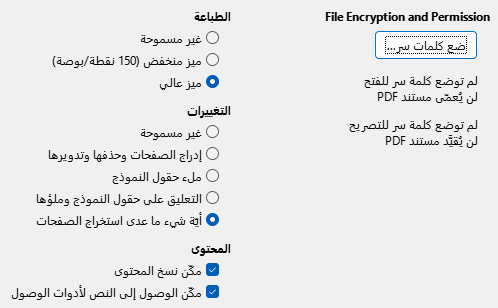 File Encryption and Permission
ضع كلمات سر...
لم توضع كلمة سر للفتح
لن يُعمّى مستند PDF
لم توضع كلمة سر للتصريح
لن يُقيَّد مستند PDF
الطباعة
غير مسموحة
ميز منخفض (150 نقطة/بوصة)
ميز عالي
التغييرات
غير مسموحة
إدراج الصفحات وحذفها وتدويرها
ملء حقول النموذج
التعليق على حقول النموذج وملؤها
أيّة شيء ما عدى استخراج الصفحات
المحتوى
مكّن نسخ المحتوى
مكّن الوصول إلى النص لأدوات الوصول